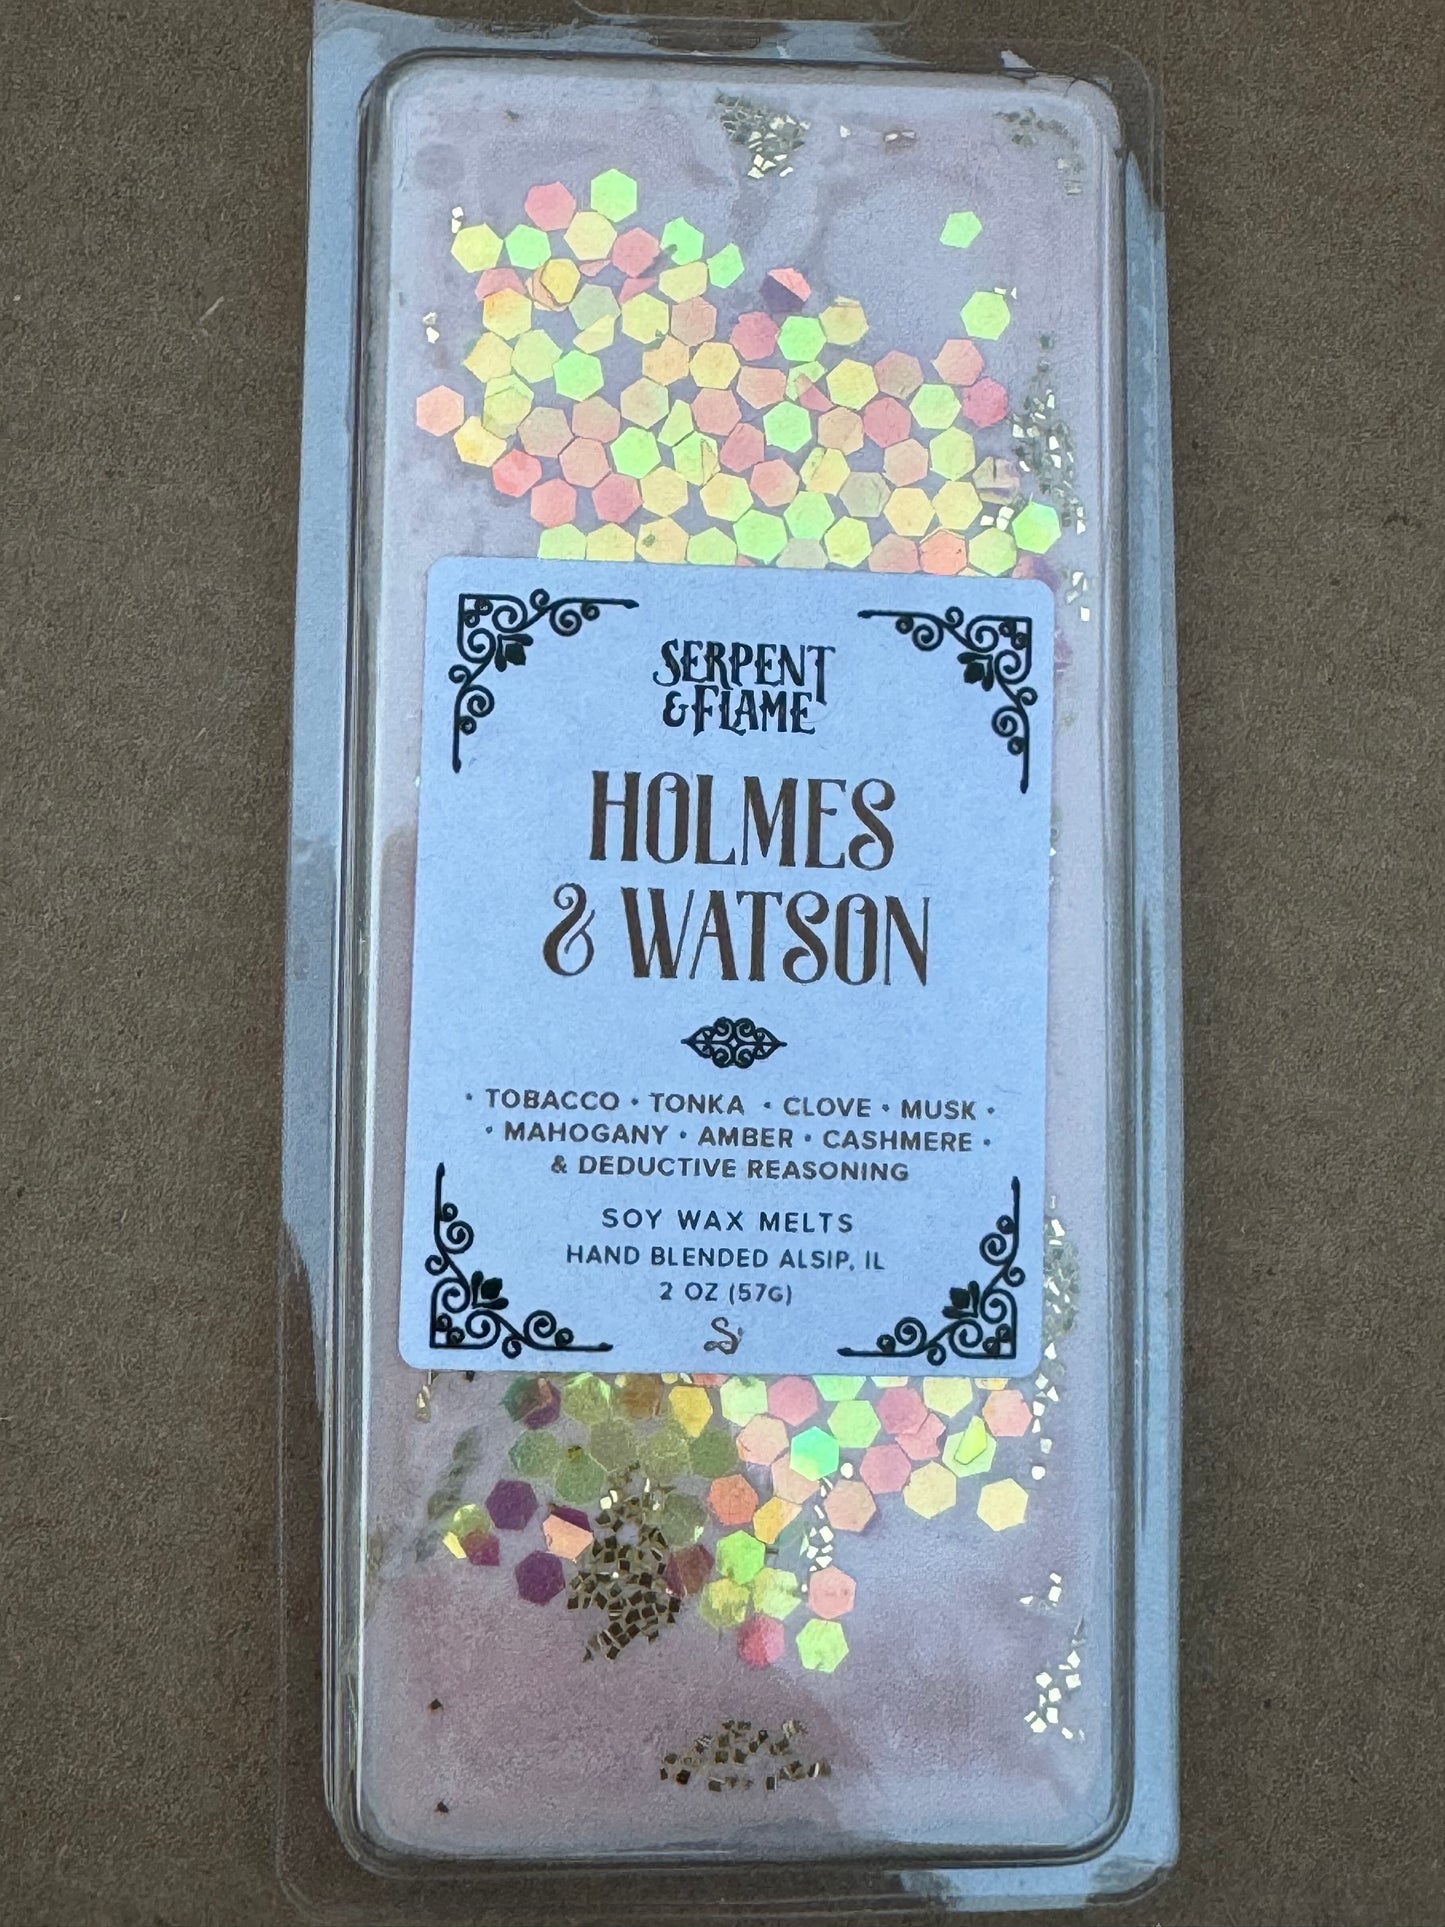 SERPENT
& FLAME
HOLMES
& WATSON
• TOBACCO • TONKA • CLOVE • MUSK •
• MAHOGANY • AMBER • CASHMERE •
& DEDUCTIVE REASONING
SOY WAX MELTS
HAND BLENDED ALSIP, IL
2 OZ (57G)